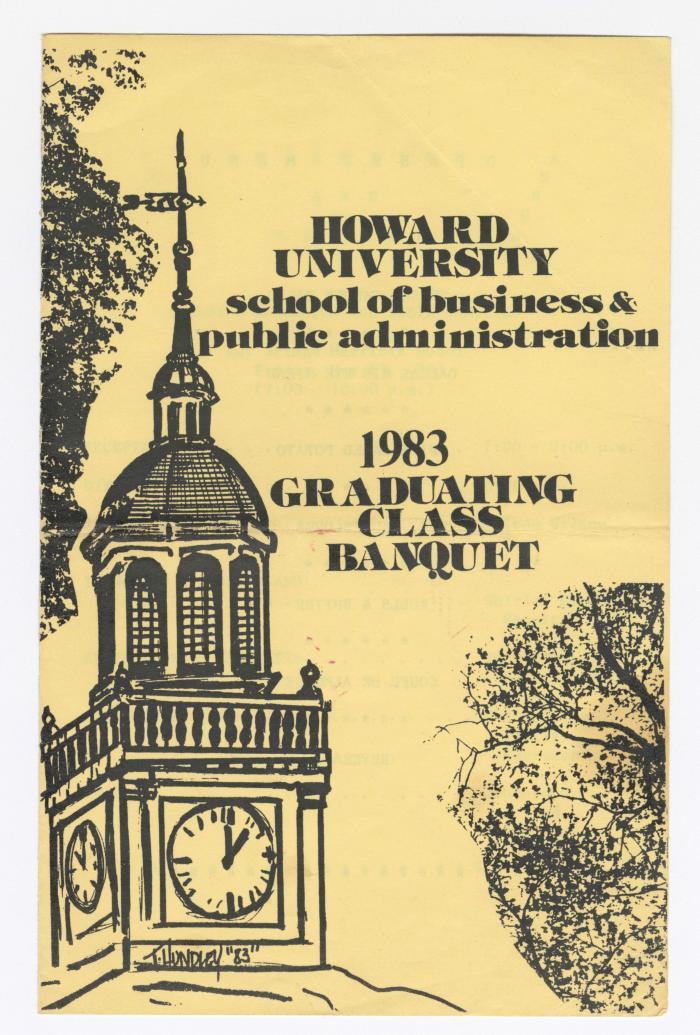 HOWARD
UNIVERSITY
school of business &
public administration
1983
GRADUATING
CLASS
BANQUET
T. HUNDLEY "83"